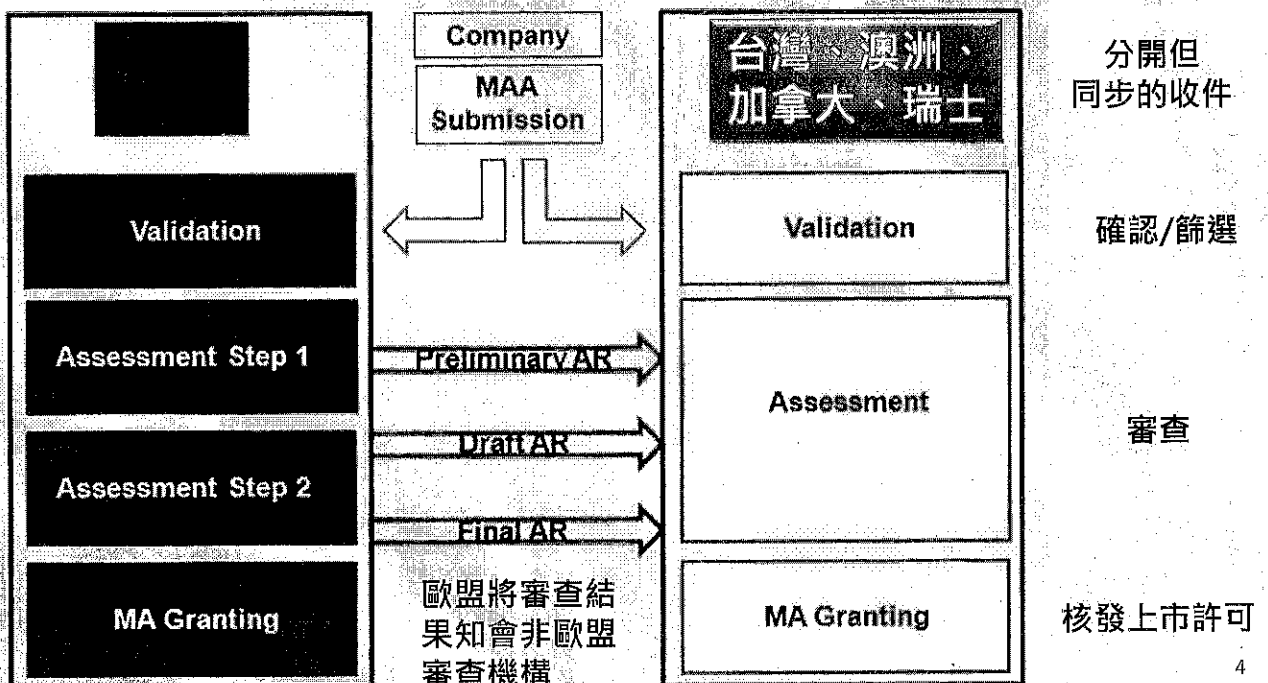 Company
MAA
Submission
台灣、澳洲、
加拿大、瑞士
分開但
同步的收件
Validation
Validation
確認/篩選
Assessment Step 1
Preliminary AR
Assessment
審查
Draft AR
Assessment Step 2
Final AR
MA Granting
歐盟將審查結
果知會非歐盟
審查機構
MA Granting
核發上市許可
4